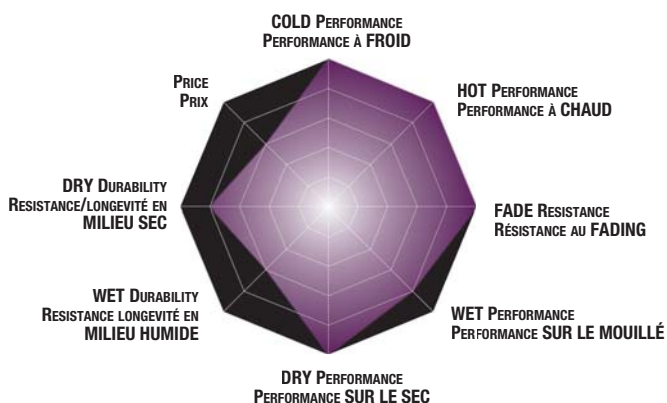 COLD PERFORMANCE
PERFORMANCE À FROID
PRICE
PRIX
HOT PERFORMANCE
PERFORMANCE À CHAUD
DRY DURABILITY
RESISTANCE/LONGEVITÉ EN
MILIEU SEC
FADE RESISTANCE
RÉSISTANCE AU FADING
WET DURABILITY
RESISTANCE LONGEVITÉ EN
MILIEU HUMIDE
WET PERFORMANCE
PERFORMANCE SUR LE MOUILLÉ
DRY PERFORMANCE
PERFORMANCE SUR LE SEC